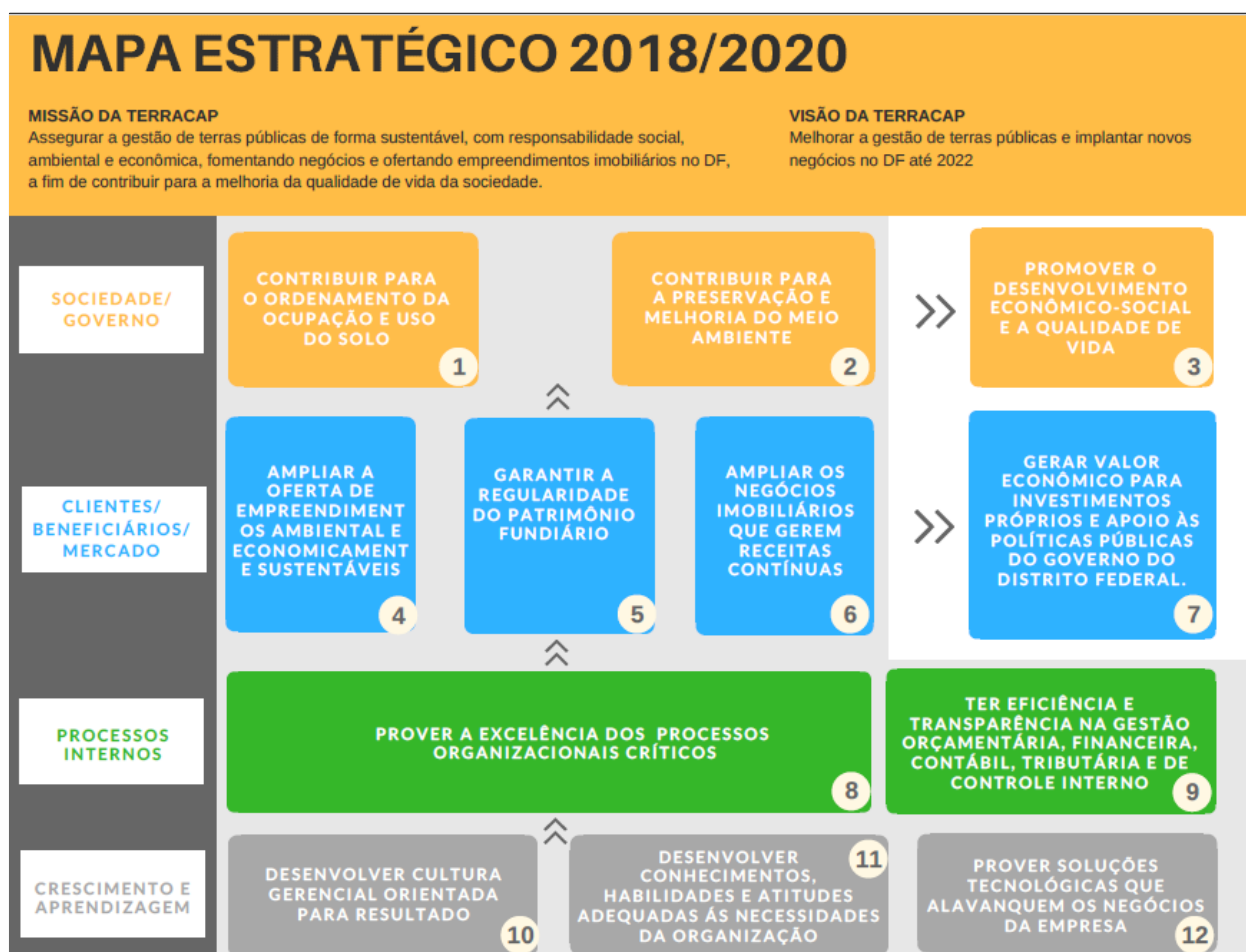 MAPA ESTRATÉGICO 2018/2020
MISSÃO DA TERRACAP
Assegurar a gestão de terras públicas de forma sustentável, com responsabilidade social,
ambiental e econômica, fomentando negócios e ofertando empreendimentos imobiliários no DF,
a fim de contribuir para a melhoria da qualidade de vida da sociedade.
VISÃO DA TERRACAP
Melhorar a gestão de terras públicas e implantar novos
negócios no DF até 2022
SOCIEDADE/
GOVERNO
CONTRIBUIR PARA
O ORDENAMENTO DA
OCUPAÇÃO E USO
DO SOLO
1
CONTRIBUIR PARA
A PRESERVAÇÃO E
MELHORIA DO MEIO
AMBIENTE
2
PROMOVER O
DESENVOLVIMENTO
ECONÔMICO-SOCIAL
E A QUALIDADE DE
VIDA
3
CLIENTES/
BENEFICIÁRIOS/
MERCADO
AMPLIAR A
OFERTA DE
EMPREENDIMENT
OS AMBIENTAL E
ECONOMICAMENT
E SUSTENTÁVEIS
4
GARANTIR A
REGULARIDADE
DO PATRIMÔNIO
FUNDIÁRIO
5
AMPLIAR OS
NEGÓCIOS
IMOBILIÁRIOS
QUE GEREM
RECEITAS
CONTÍNUAS
6
GERAR VALOR
ECONÔMICO PARA
INVESTIMENTOS
PRÓPRIOS E APOIO ÀS
POLÍTICAS PÚBLICAS
DO GOVERNO DO
DISTRITO FEDERAL.
7
PROCESSOS
INTERNOS
PROVER A EXCELÊNCIA DOS PROCESSOS
ORGANIZACIONAIS CRÍTICOS
8
TER EFICIÊNCIA E
TRANSPARÊNCIA NA GESTÃO
ORÇAMENTÁRIA, FINANCEIRA,
CONTÁBIL, TRIBUTÁRIA E DE
CONTROLE INTERNO
9
CRESCIMENTO E
APRENDIZAGEM
DESENVOLVER CULTURA
GERENCIAL ORIENTADA
PARA RESULTADO
10
DESENVOLVER
CONHECIMENTOS,
HABILIDADES E ATITUDES
ADEQUADAS ÁS NECESSIDADES
DA ORGANIZAÇÃO
11
PROVER SOLUÇÕES
TECNOLÓGICAS QUE
ALAVANQUEM OS NEGÓCIOS
DA EMPRESA
12